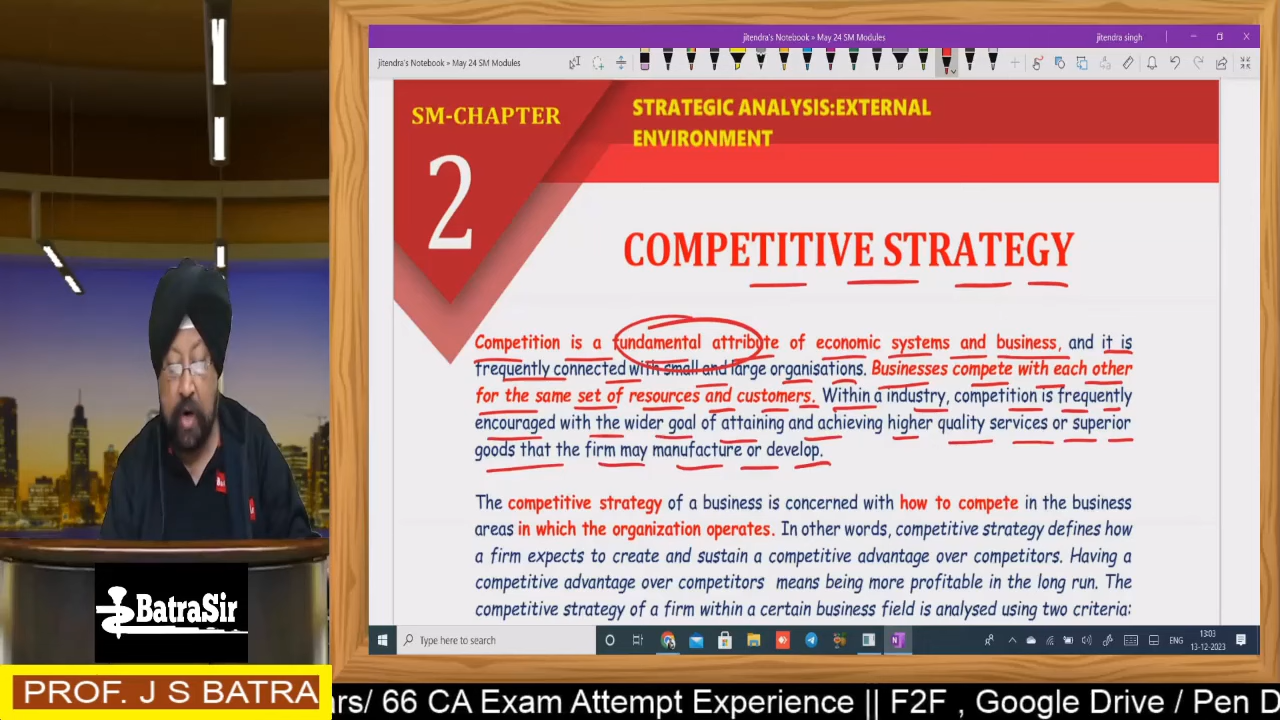 jitendra's Notebook » May 24 SM Modules
jitendra singh
jitendra's Notebook » May 24 SM Modules
SM-CHAPTER
2
STRATEGIC ANALYSIS:EXTERNAL
ENVIRONMENT
COMPETITIVE STRATEGY
Competition is a fundamental attribute of economic systems and business, and it is
frequently connected with small and large organisations. Businesses compete with each other
for the same set of resources and customers. Within a industry, competition is frequently
encouraged with the wider goal of attaining and achieving higher quality services or superior
goods that the firm may manufacture or develop.
The competitive strategy of a business is concerned with how to compete in the business
areas in which the organization operates. In other words, competitive strategy defines how
a firm expects to create and sustain a competitive advantage over competitors. Having a
competitive advantage over competitors means being more profitable in the long run. The
competitive strategy of a firm within a certain business field is analysed using two criteria:
Type here to search
ENG
13:03
13-12-2023
BatraSir
PROF. J S BATRA
rs/ 66 CA Exam Attempt Experience || F2F , Google Drive / Pen D